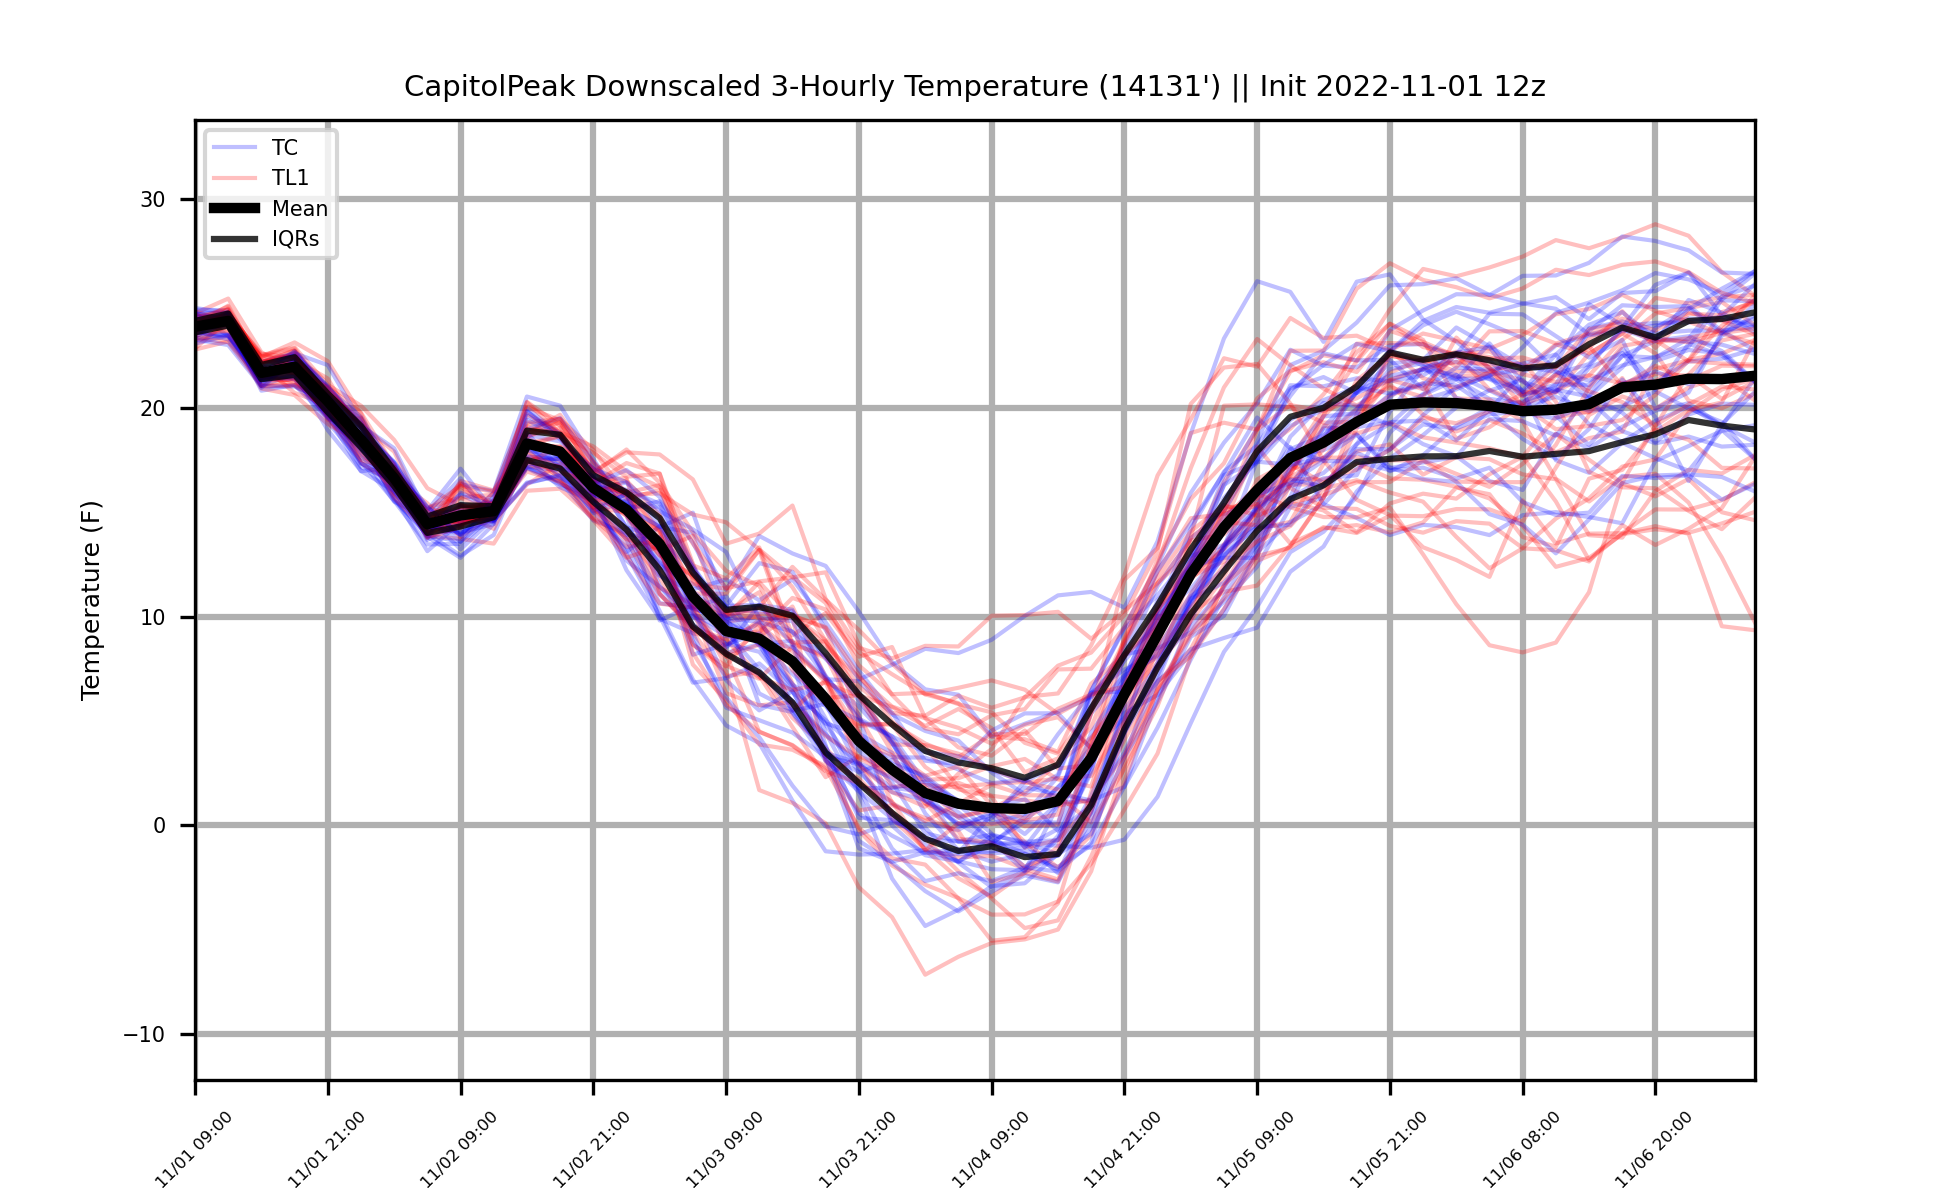 CapitolPeak Downscaled 3-Hourly Temperature (14131') || Init 2022-11-01 12z
TC
TL1
Mean
IQRs
Temperature (F)
30
20
10
0
−10
11/01 09:00
11/01 21:00
11/02 09:00
11/02 21:00
11/03 09:00
11/03 21:00
11/04 09:00
11/04 21:00
11/05 09:00
11/05 21:00
11/06 08:00
11/06 20:00